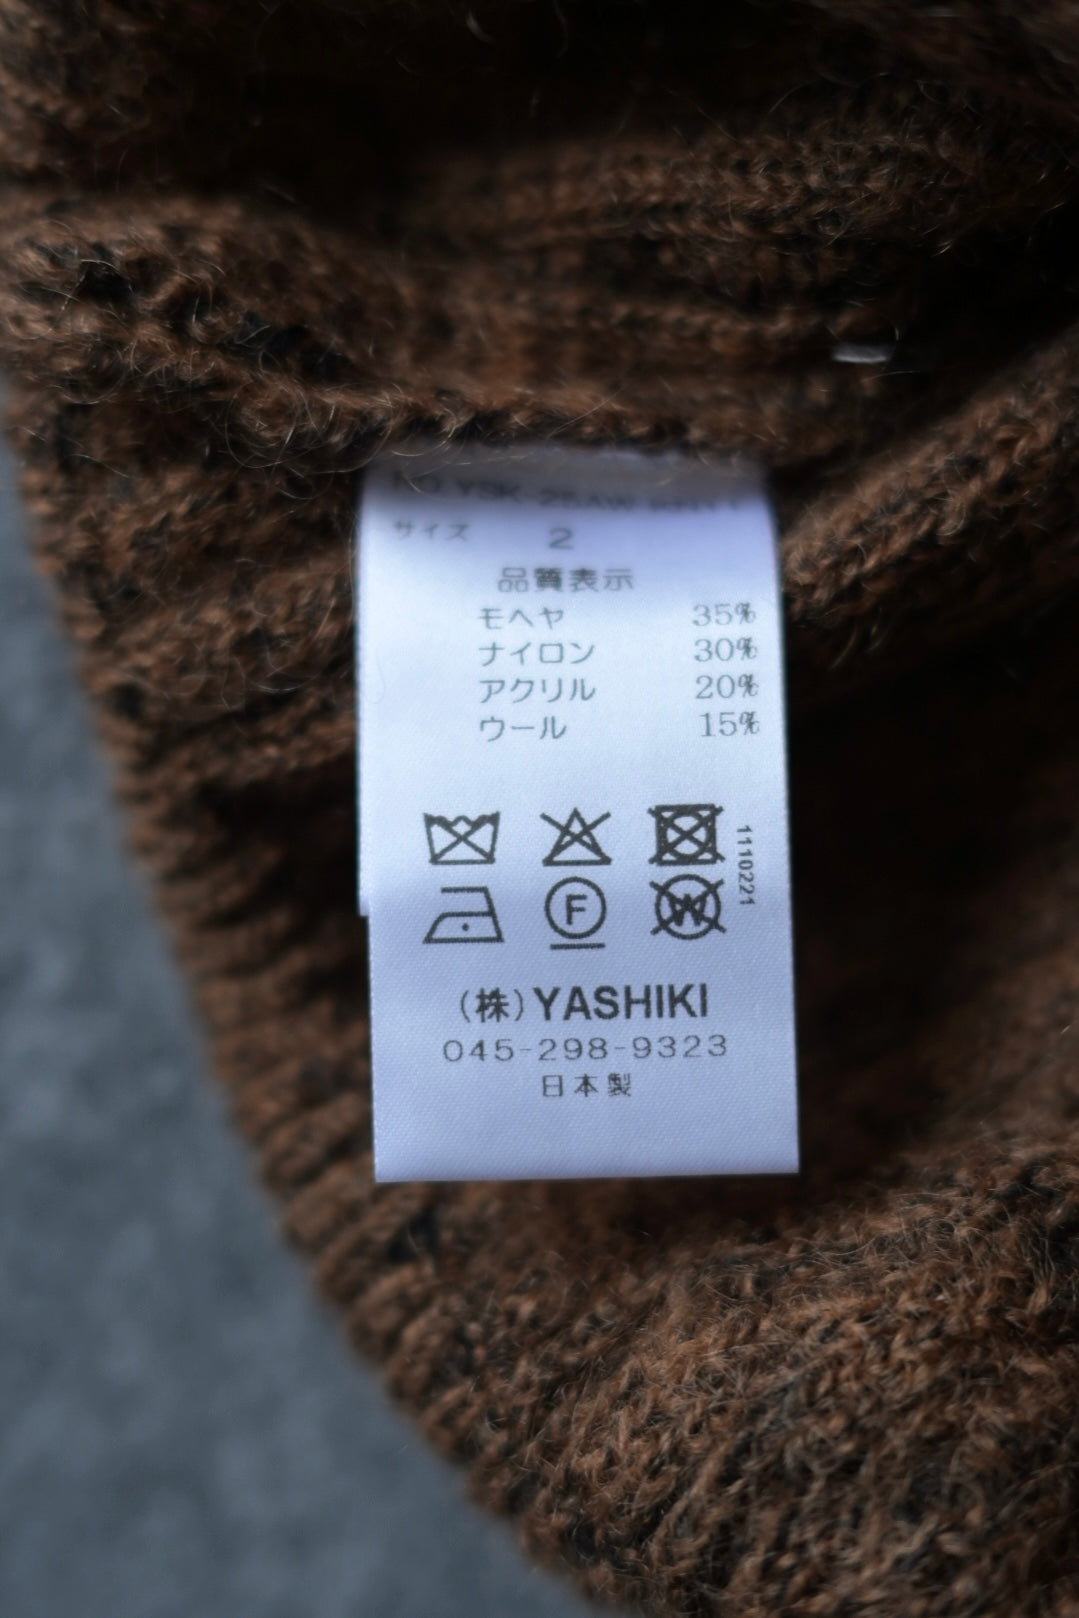 サイズ 2
品質表示
モヘヤ 35%
ナイロン 30%
アクリル 20%
ウール 15%
1110221
F
W
(株)YASHIKI
045-298-9323
日本製